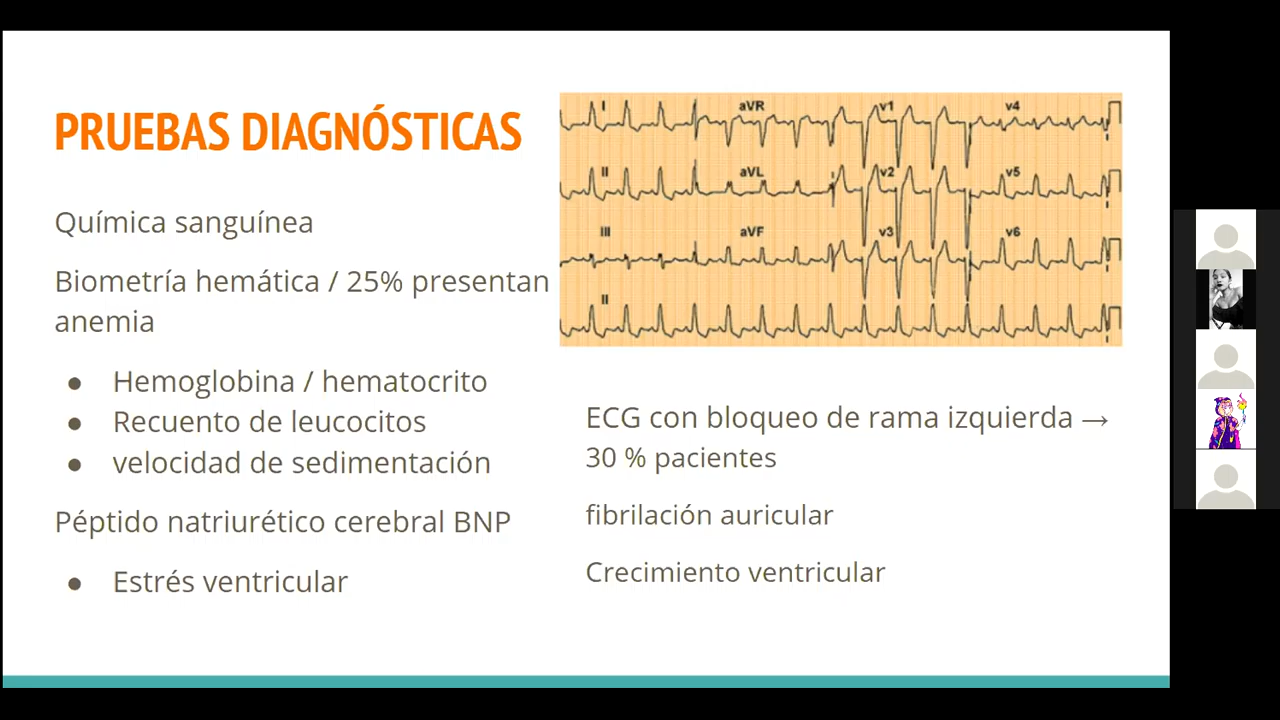 PRUEBAS DIAGNÓSTICAS
Química sanguínea
Biometría hemática / 25% presentan
anemia
● Hemoglobina / hematocrito
● Recuento de leucocitos
● velocidad de sedimentación
Péptido natriurético cerebral BNP
● Estrés ventricular
I aVR v1 v4
II aVL v2 v5
III aVF v3 v6
II
ECG con bloqueo de rama izquierda →
30 % pacientes
fibrilación auricular
Crecimiento ventricular